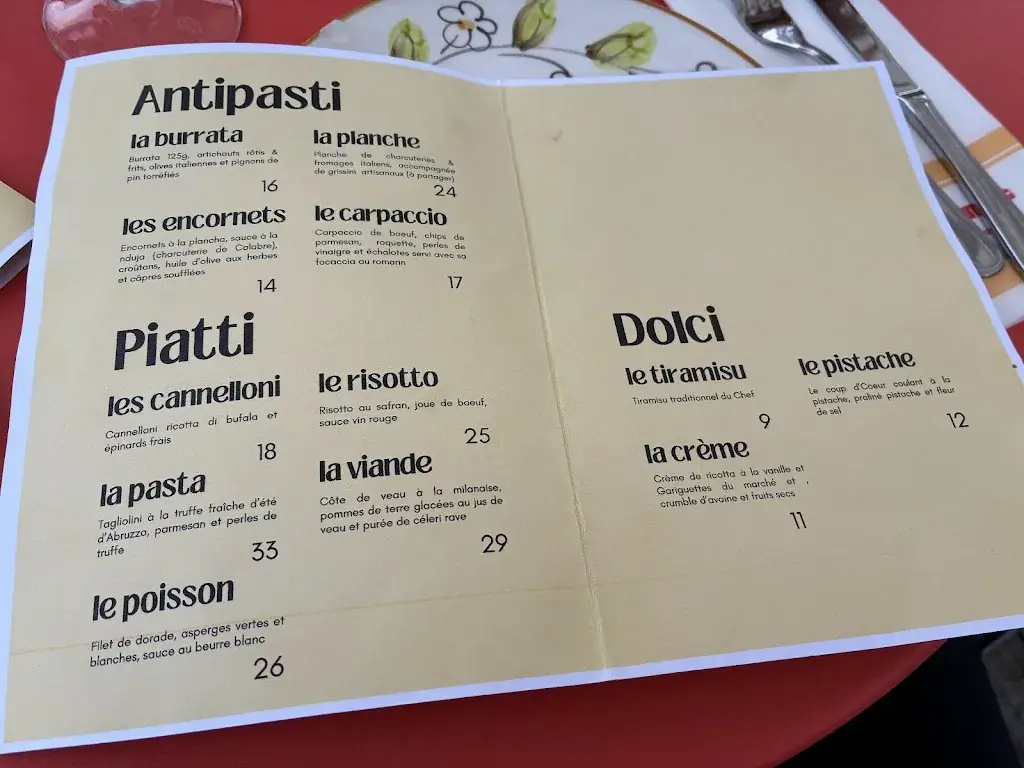 Antipasti
la burrata
Burrata 125g, artichauts rôtis &
frits, olives italiennes et pignons de
pin torréfiés
16
la planche
Planche de charcuteries &
fromages italiens, accompagnée
de grissini artisanaux (à partager)
24
les encornets
Encornets à la plancha, sauce à la
nduja (charcuterie de Calabre),
croûtons, huile d'olive aux herbes
et câpres soufflées
14
le carpaccio
Carpaccio de boeuf, chips de
parmesan, roquette, perles de
vinaigre et échalotes servi avec sa
focaccia au romarin
17
Piatti
les cannelloni
Cannelloni ricotta di bufala et
épinards frais
18
le risotto
Risotto au safran, joue de boeuf,
sauce vin rouge
25
la pasta
Tagliolini à la truffe fraîche d'été
d'Abruzzo, parmesan et perles de
truffe
33
la viande
Côte de veau à la milanaise,
pommes de terre glacées au jus de
veau et purée de céleri rave
29
le poisson
Filet de dorade, asperges vertes et
blanches, sauce au beurre blanc
26
Dolci
le tiramisu
Tiramisu traditionnel du Chef
9
le pistache
Le coup d'Coeur coulant à la
pistache, praliné pistache et fleur
de sel
12
la crème
Crème de ricotta à la vanille et
Gariguettes du marché et ,
crumble d'avoine et fruits secs
11